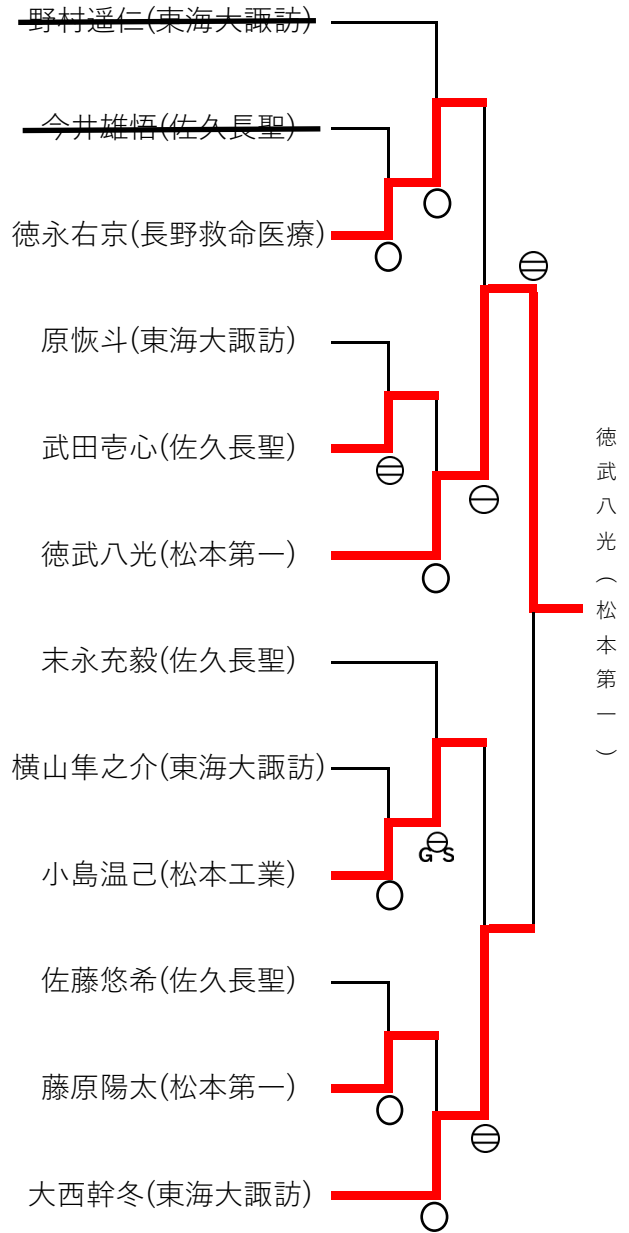 野村遥仁(東海大諏訪)
今井雄悟(佐久長聖)
徳永右京(長野救命医療)
原恢斗(東海大諏訪)
武田壱心(佐久長聖)
徳武八光(松本第一)
末永充毅(佐久長聖)
横山隼之介(東海大諏訪)
小島温己(松本工業)
佐藤悠希(佐久長聖)
藤原陽太(松本第一)
大西幹冬(東海大諏訪)
GS
徳武八光(松本第一)